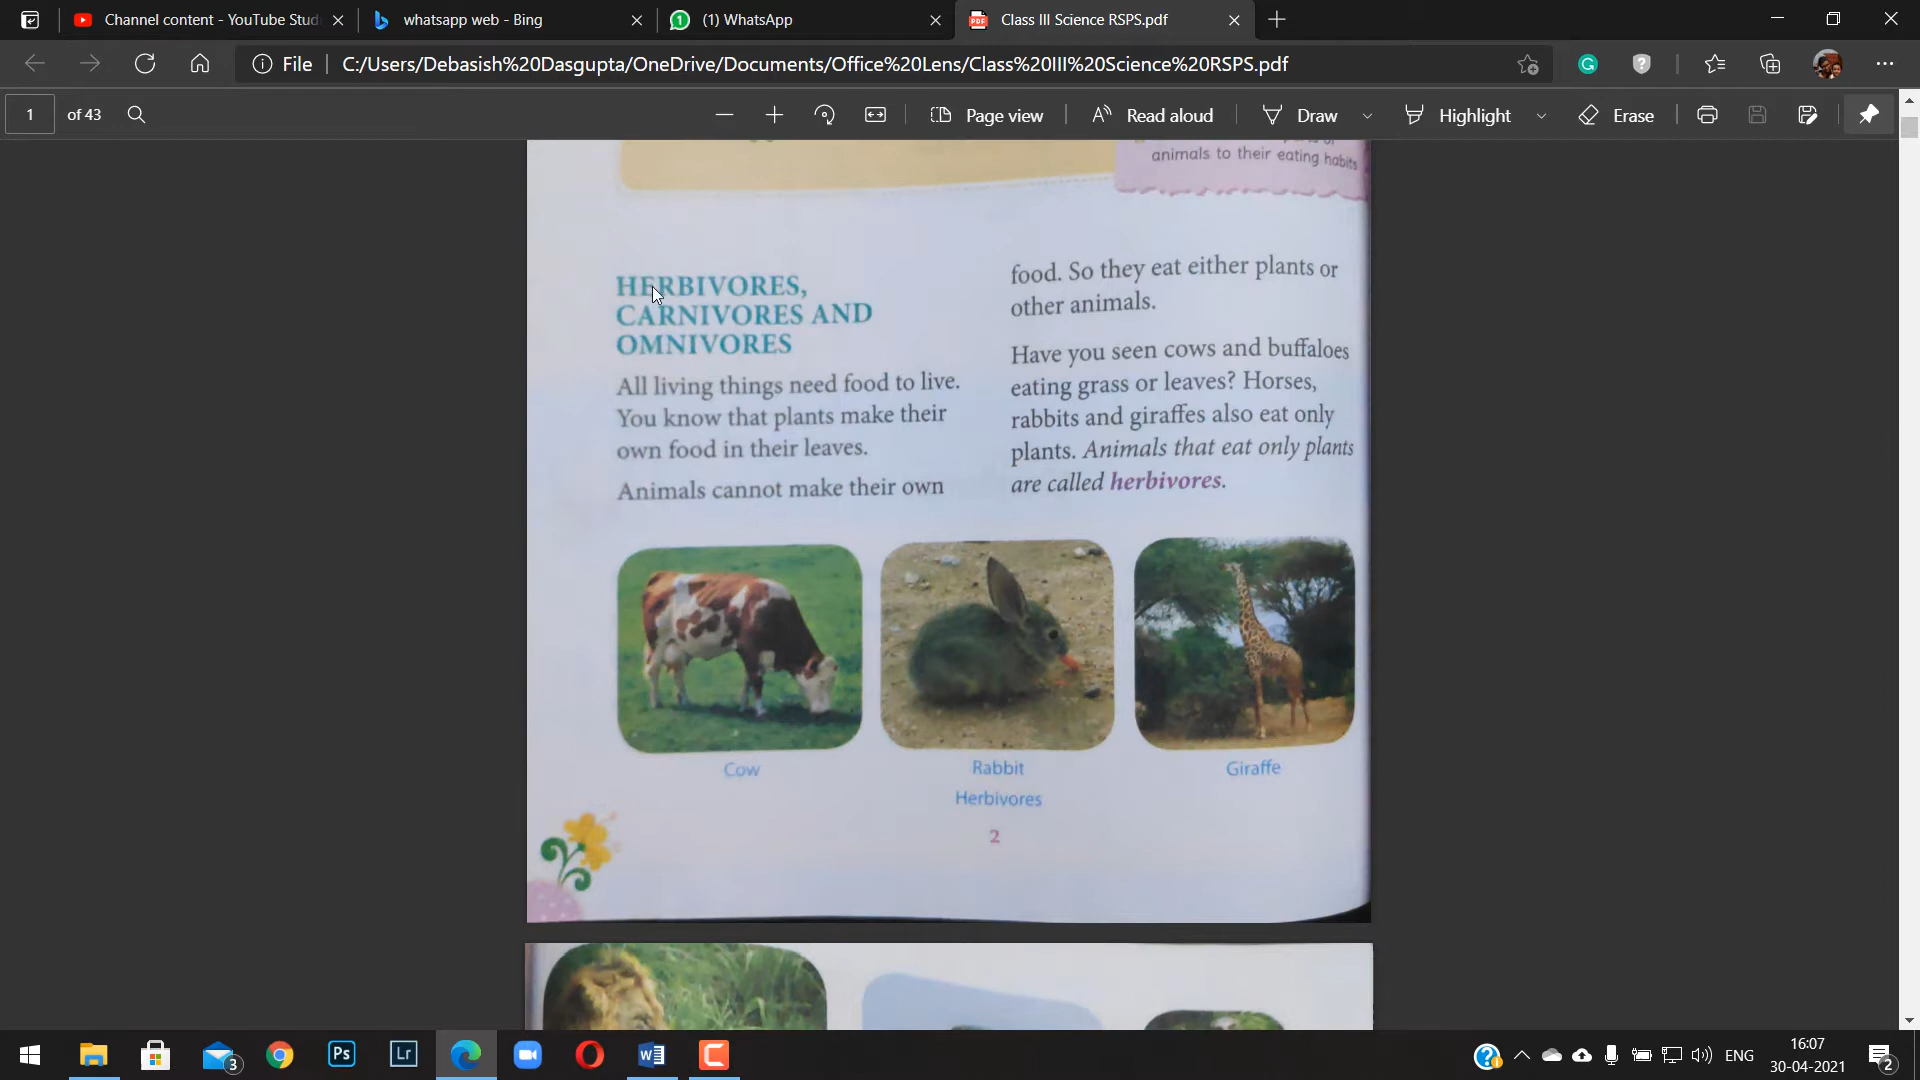 Channel content - YouTube Stud
whatsapp web - Bing
(1) WhatsApp
Class III Science RSPS.pdf
File
C:/Users/Debasish%20Dasgupta/OneDrive/Documents/Office%20Lens/Class%20III%20Science%20RSPS.pdf
1 of 43
Page view
Read aloud
Draw
Highlight
Erase
animals to their eating habits
HERBIVORES,
CARNIVORES AND
OMNIVORES
All living things need food to live.
You know that plants make their
own food in their leaves.
Animals cannot make their own
food. So they eat either plants or
other animals.
Have you seen cows and buffaloes
eating grass or leaves? Horses,
rabbits and giraffes also eat only
plants. Animals that eat only plants
are called herbivores.
Cow
Rabbit
Giraffe
Herbivores
2
3
Ps
Lr
ENG
16:07
30-04-2021
2